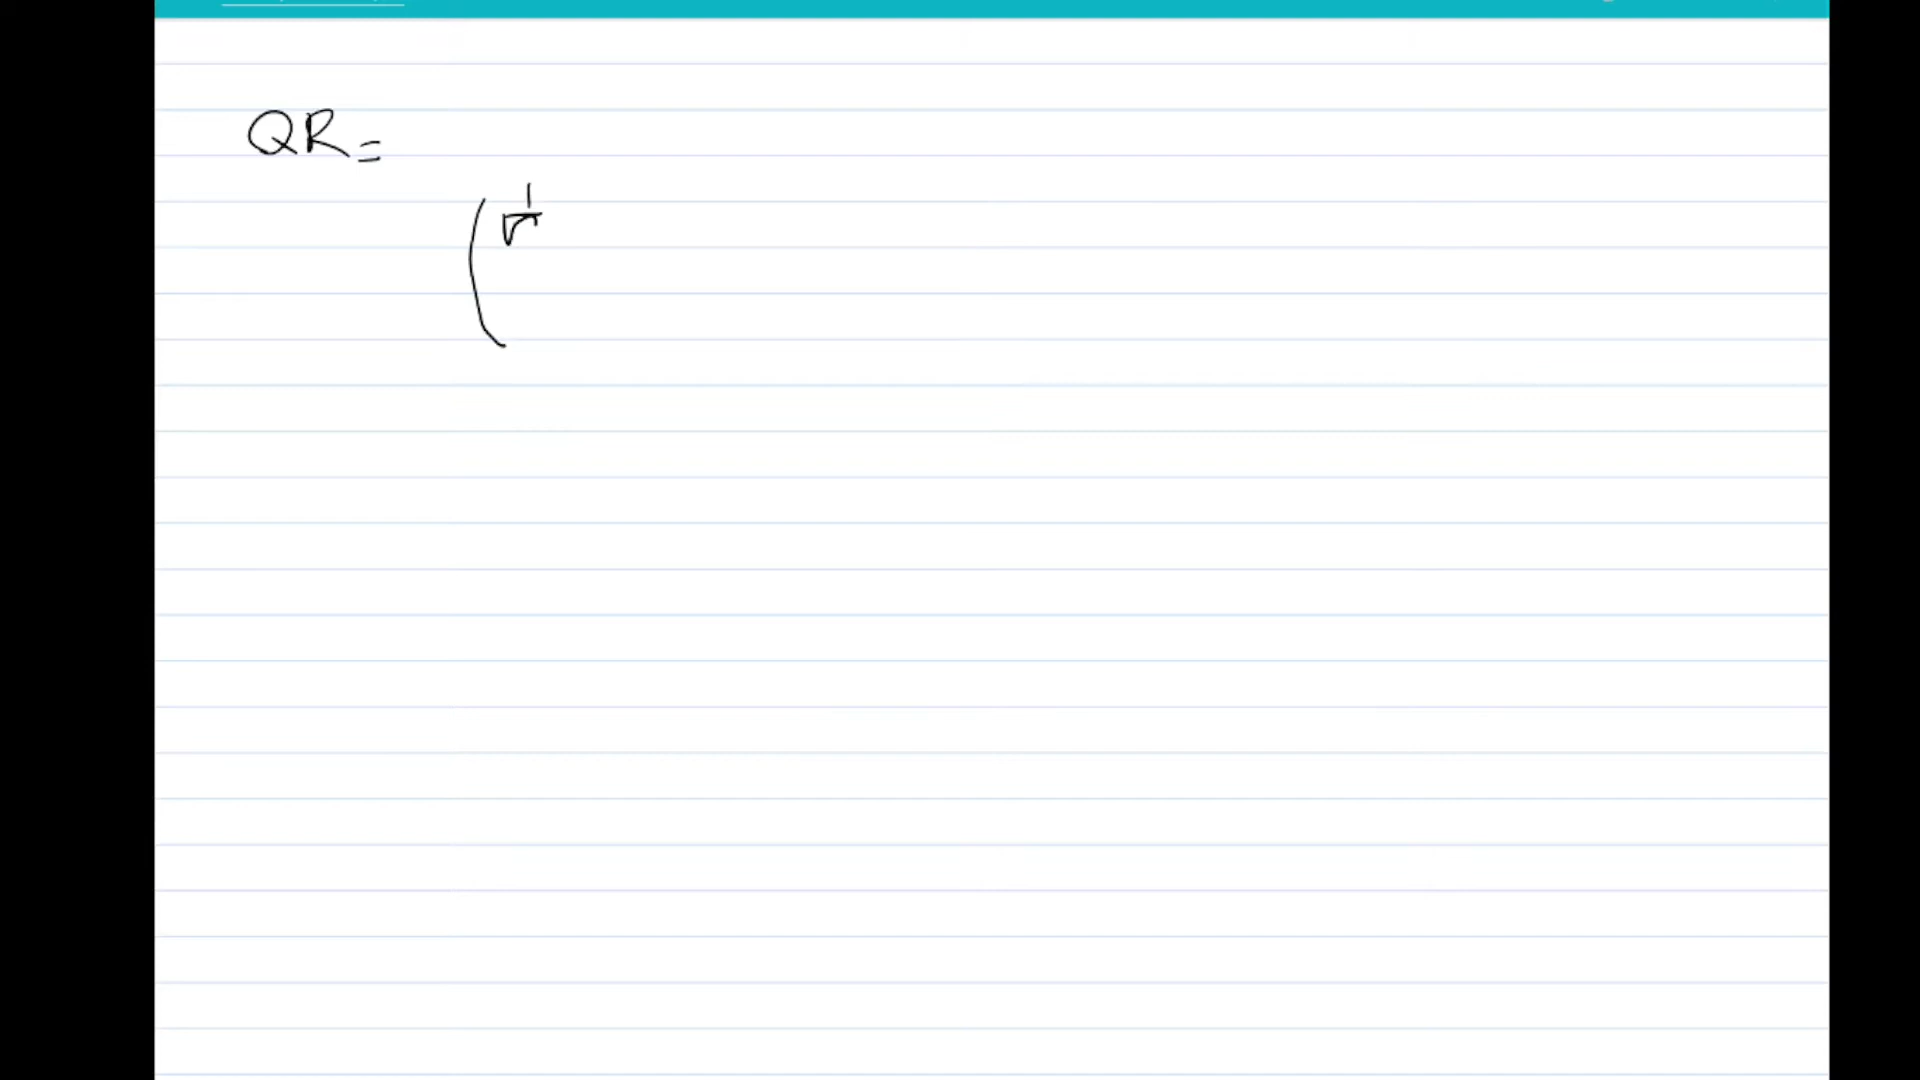 QR =
( 1/√